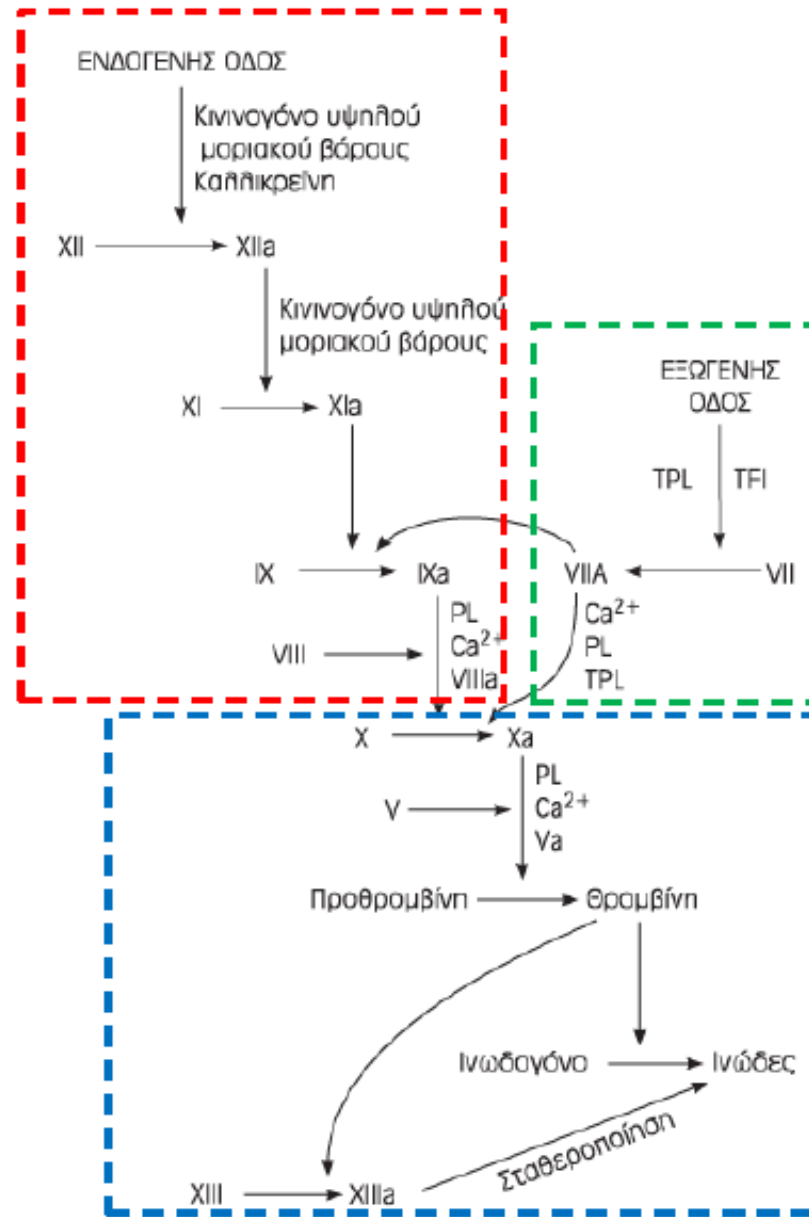 ΕΝΔΟΓΕΝΗΣ ΟΔΟΣ
Κινινογόνο υψηλού
μοριακού βάρους
Καλλικρεΐνη
XII
XIIa
Κινινογόνο υψηλού
μοριακού βάρους
XI
XIa
ΕΞΩΓΕΝΗΣ
ΟΔΟΣ
TPL
TFI
IX
IXa
VIIA
VII
PL
Ca²⁺
VIIIa
VIII
Ca²⁺
PL
TPL
X
Xa
PL
Ca²⁺
Va
V
Προθρομβίνη
Θρομβίνη
Ινωδογόνο
Ινώδες
Σταθεροποίηση
XIII
XIIIa